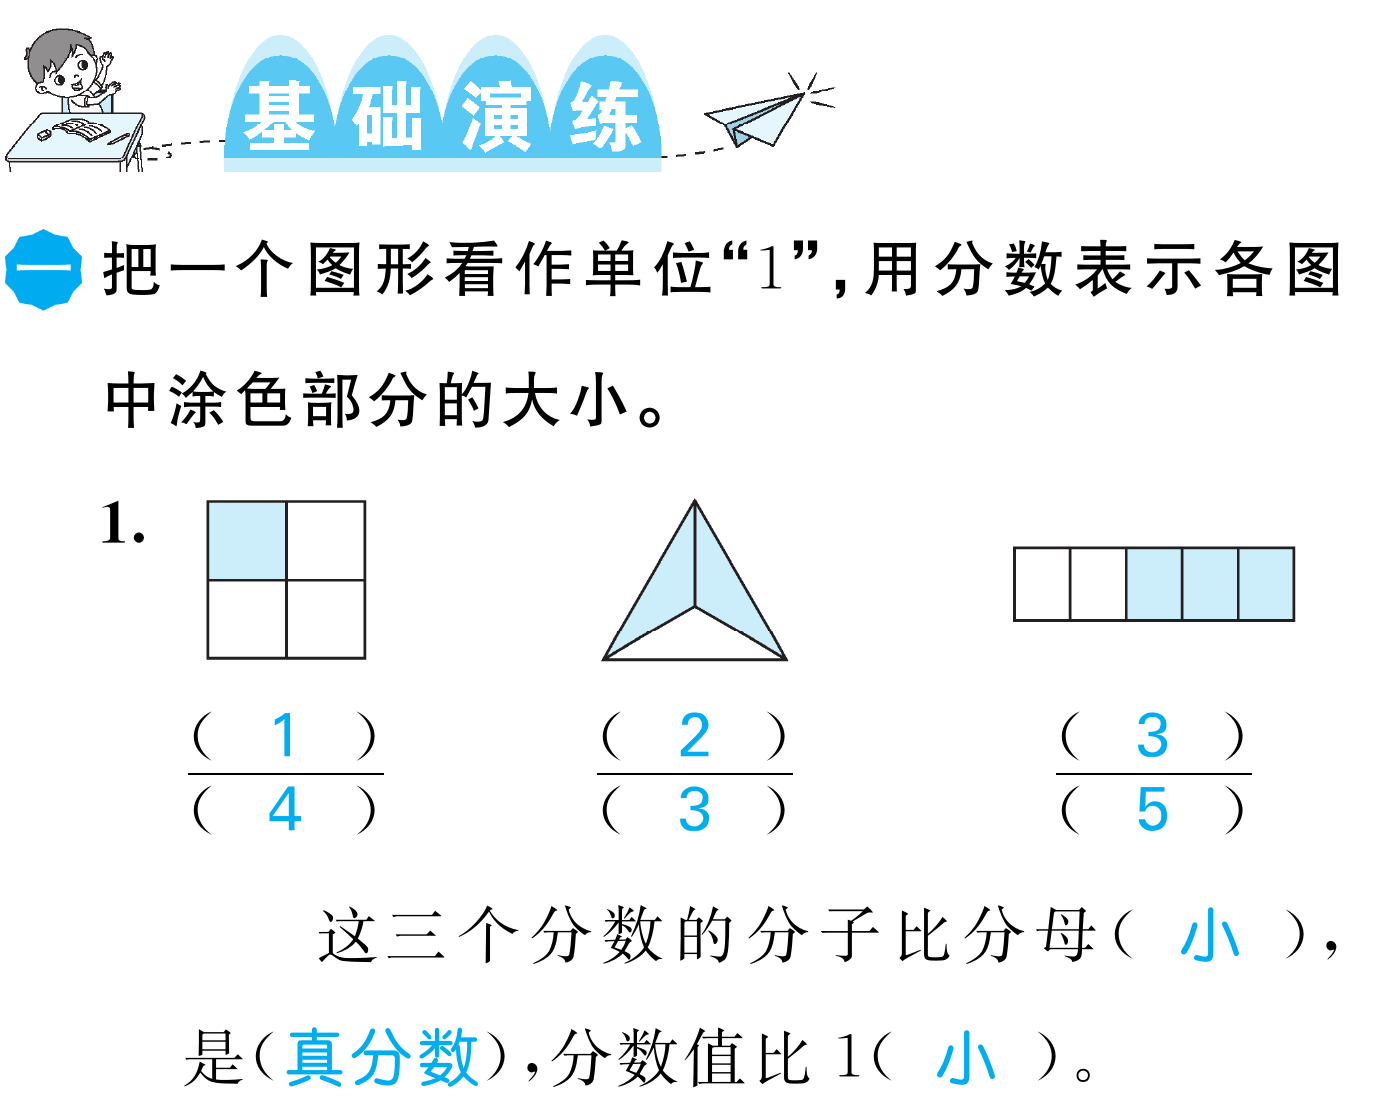 基础演练
一 把一个图形看作单位“1”,用分数表示各图
中涂色部分的大小。
1.
( 1 ) ( 2 ) ( 3 )
( 4 ) ( 3 ) ( 5 )
这三个分数的分子比分母( 小 ),
是(真分数),分数值比 1( 小 )。